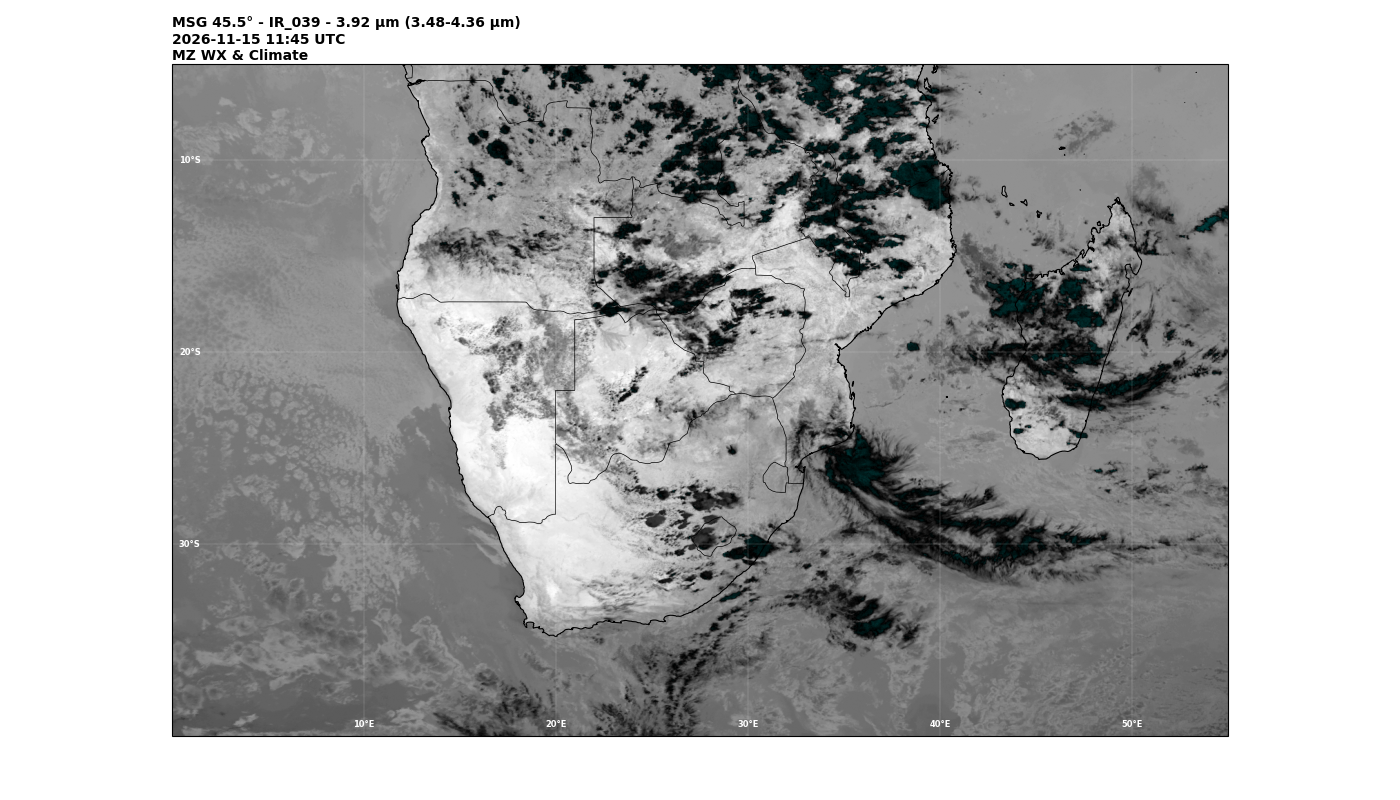 MSG 45.5° - IR_039 - 3.92 µm (3.48-4.36 µm)
2026-11-15 11:45 UTC
MZ WX & Climate
10°S
20°S
30°S
10°E
20°E
30°E
40°E
50°E